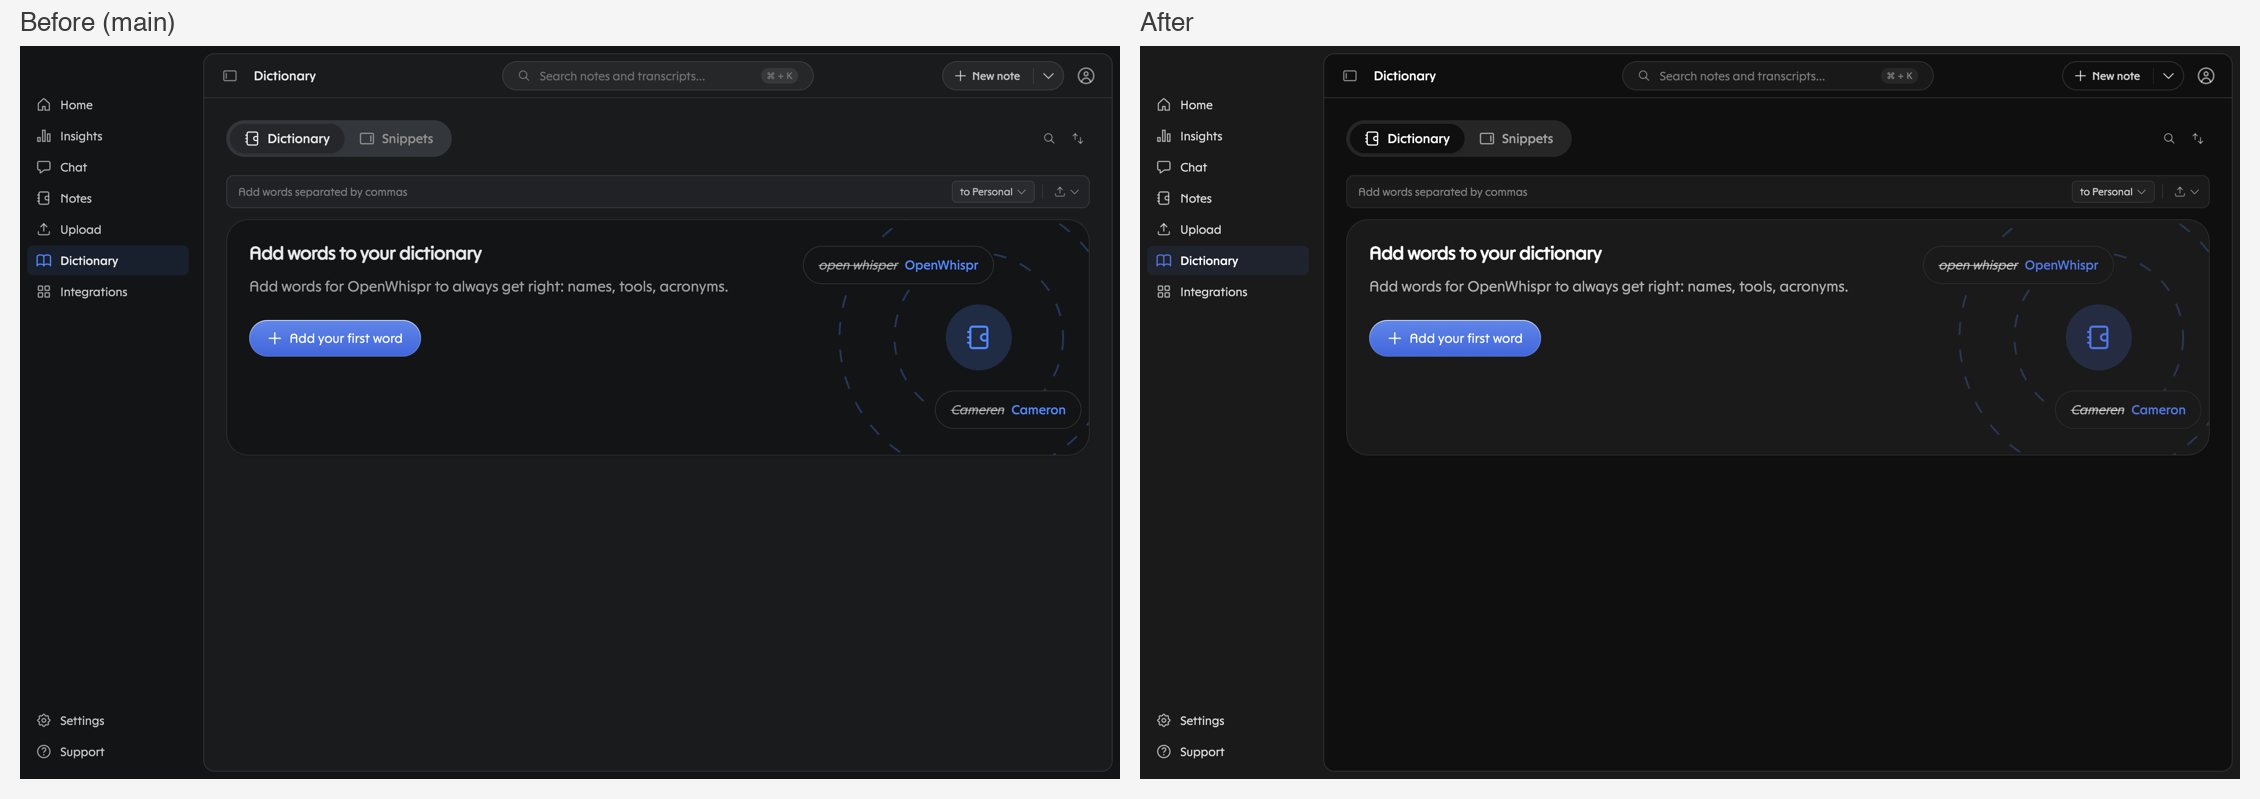 Before (main)
Dictionary
Search notes and transcripts...
⌘ + K
New note
Home
Insights
Chat
Notes
Upload
Dictionary
Integrations
Dictionary
Snippets
Add words separated by commas
to Personal
Add words to your dictionary
Add words for OpenWhispr to always get right: names, tools, acronyms.
Add your first word
open whisper OpenWhispr
Cameren Cameron
Settings
Support
After
Dictionary
Search notes and transcripts...
⌘ + K
New note
Home
Insights
Chat
Notes
Upload
Dictionary
Integrations
Dictionary
Snippets
Add words separated by commas
to Personal
Add words to your dictionary
Add words for OpenWhispr to always get right: names, tools, acronyms.
Add your first word
open whisper OpenWhispr
Cameren Cameron
Settings
Support